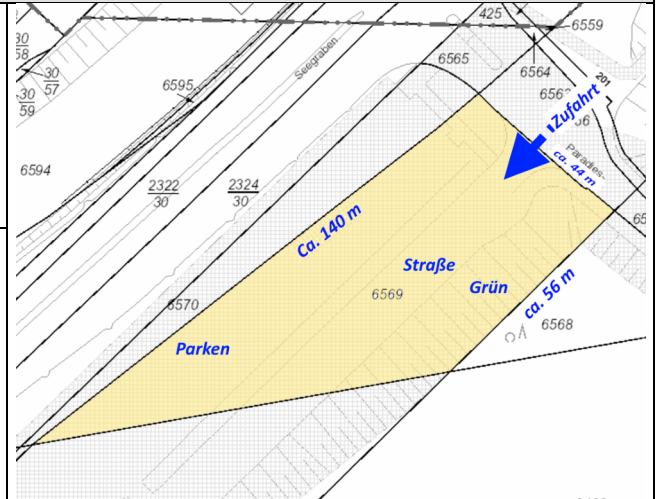 425
6559
30
58
30
57
30
59
6565
6564
6595
Seegraben
201
Zufahrt
Paradies-
ca. 44 m
6594
2322
30
2324
30
Ca. 140 m
Straße
Grün
ca. 56 m
6570
6569
6568
Parken